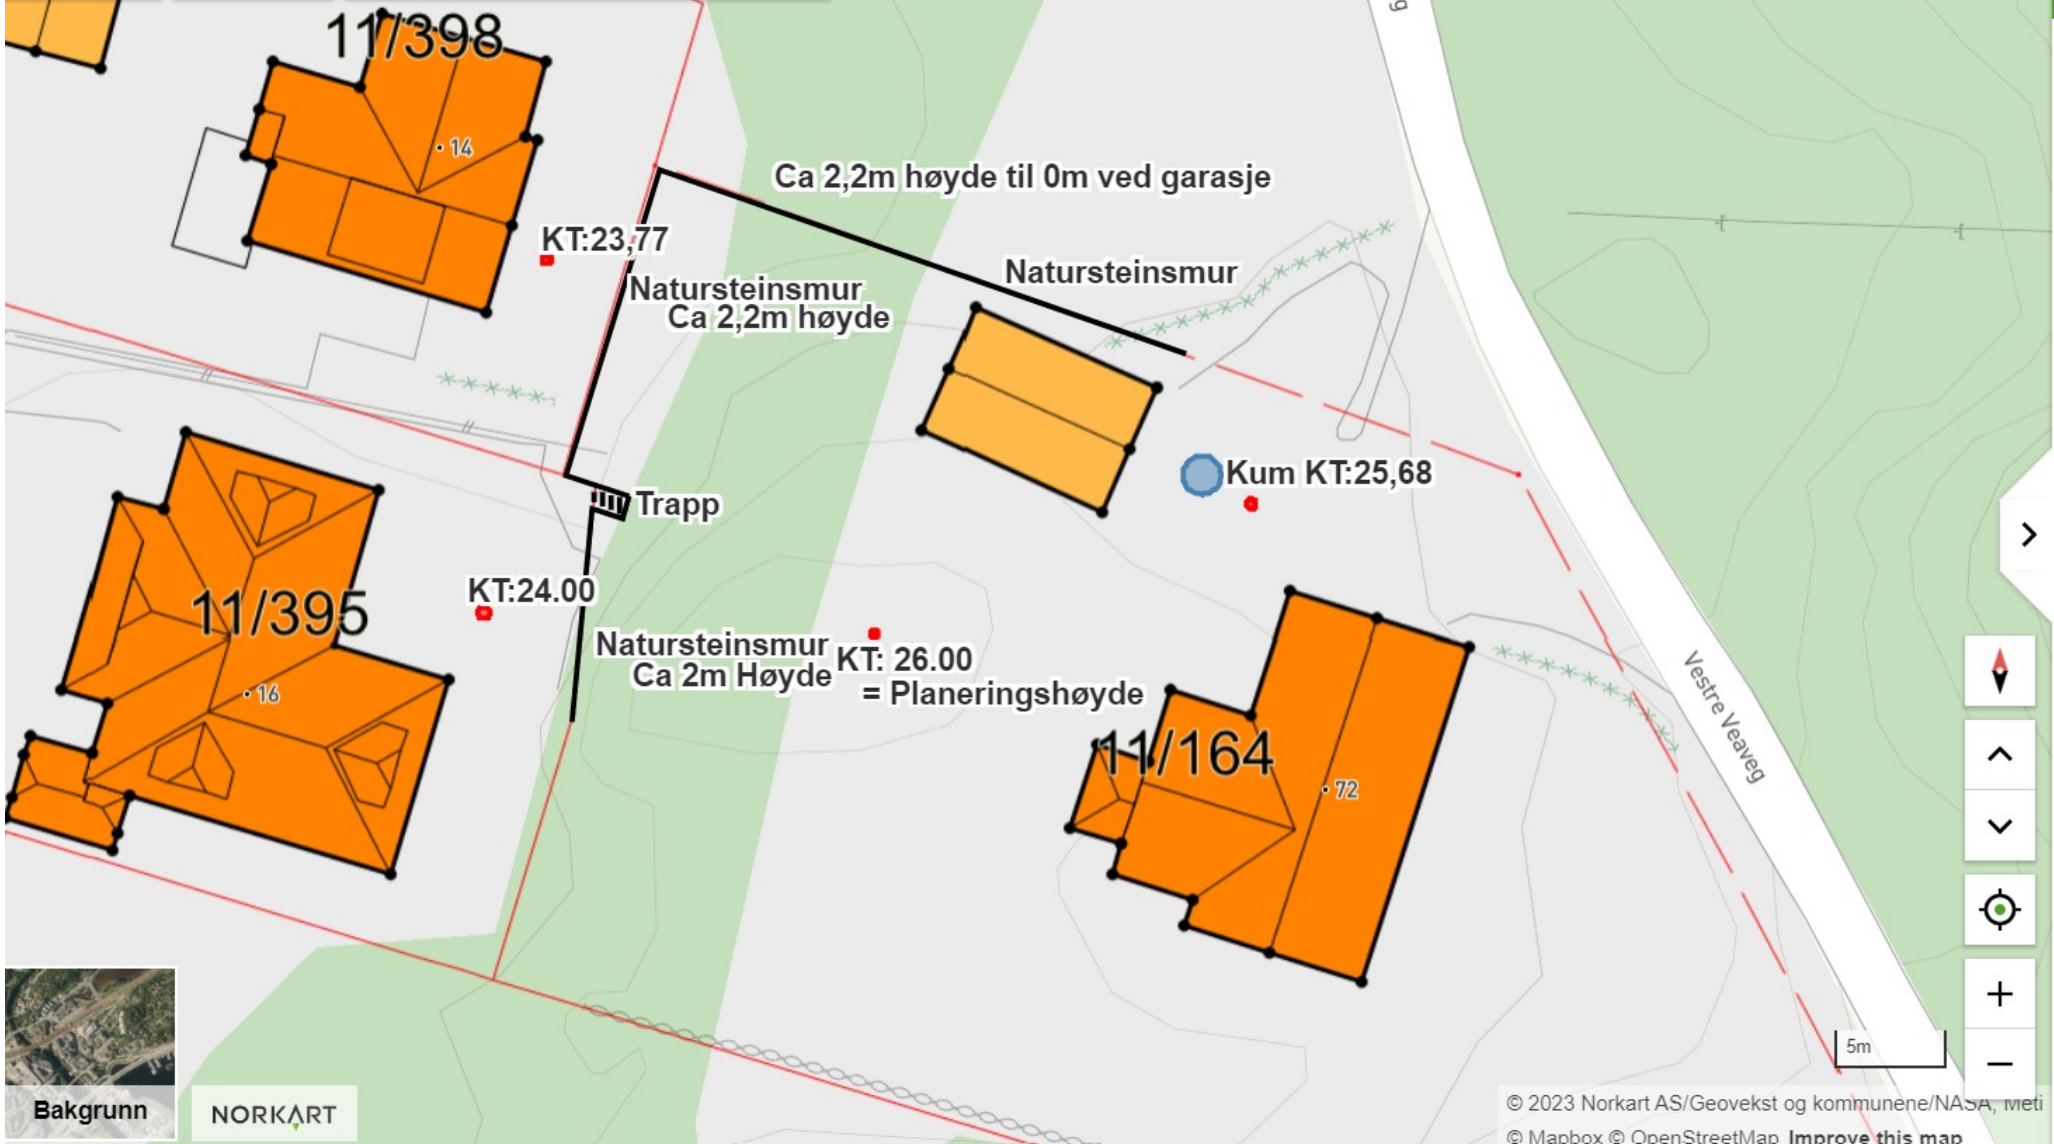 11/398
g
14
Ca 2,2m høyde til 0m ved garasje
KT:23,77
Natursteinsmur
Natursteinsmur
Ca 2,2m høyde
Kum KT:25,68
Trapp
KT:24.00
11/395
Natursteinsmur
Ca 2m Høyde
KT: 26.00
= Planeringshøyde
16
Vestre Veaveg
11/164
72
5m
Bakgrunn
NORKART
© 2023 Norkart AS/Geovekst og kommunene/NASA, Meti
© Mapbox © OpenStreetMap Improve this map